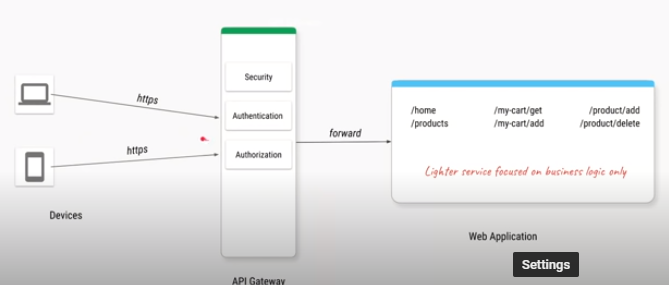 https
https
Devices
Security
Authentication
Authorization
API Gateway
forward
/home /my-cart/get /product/add
/products /my-cart/add /product/delete
Lighter service focused on business logic only
Web Application
Settings